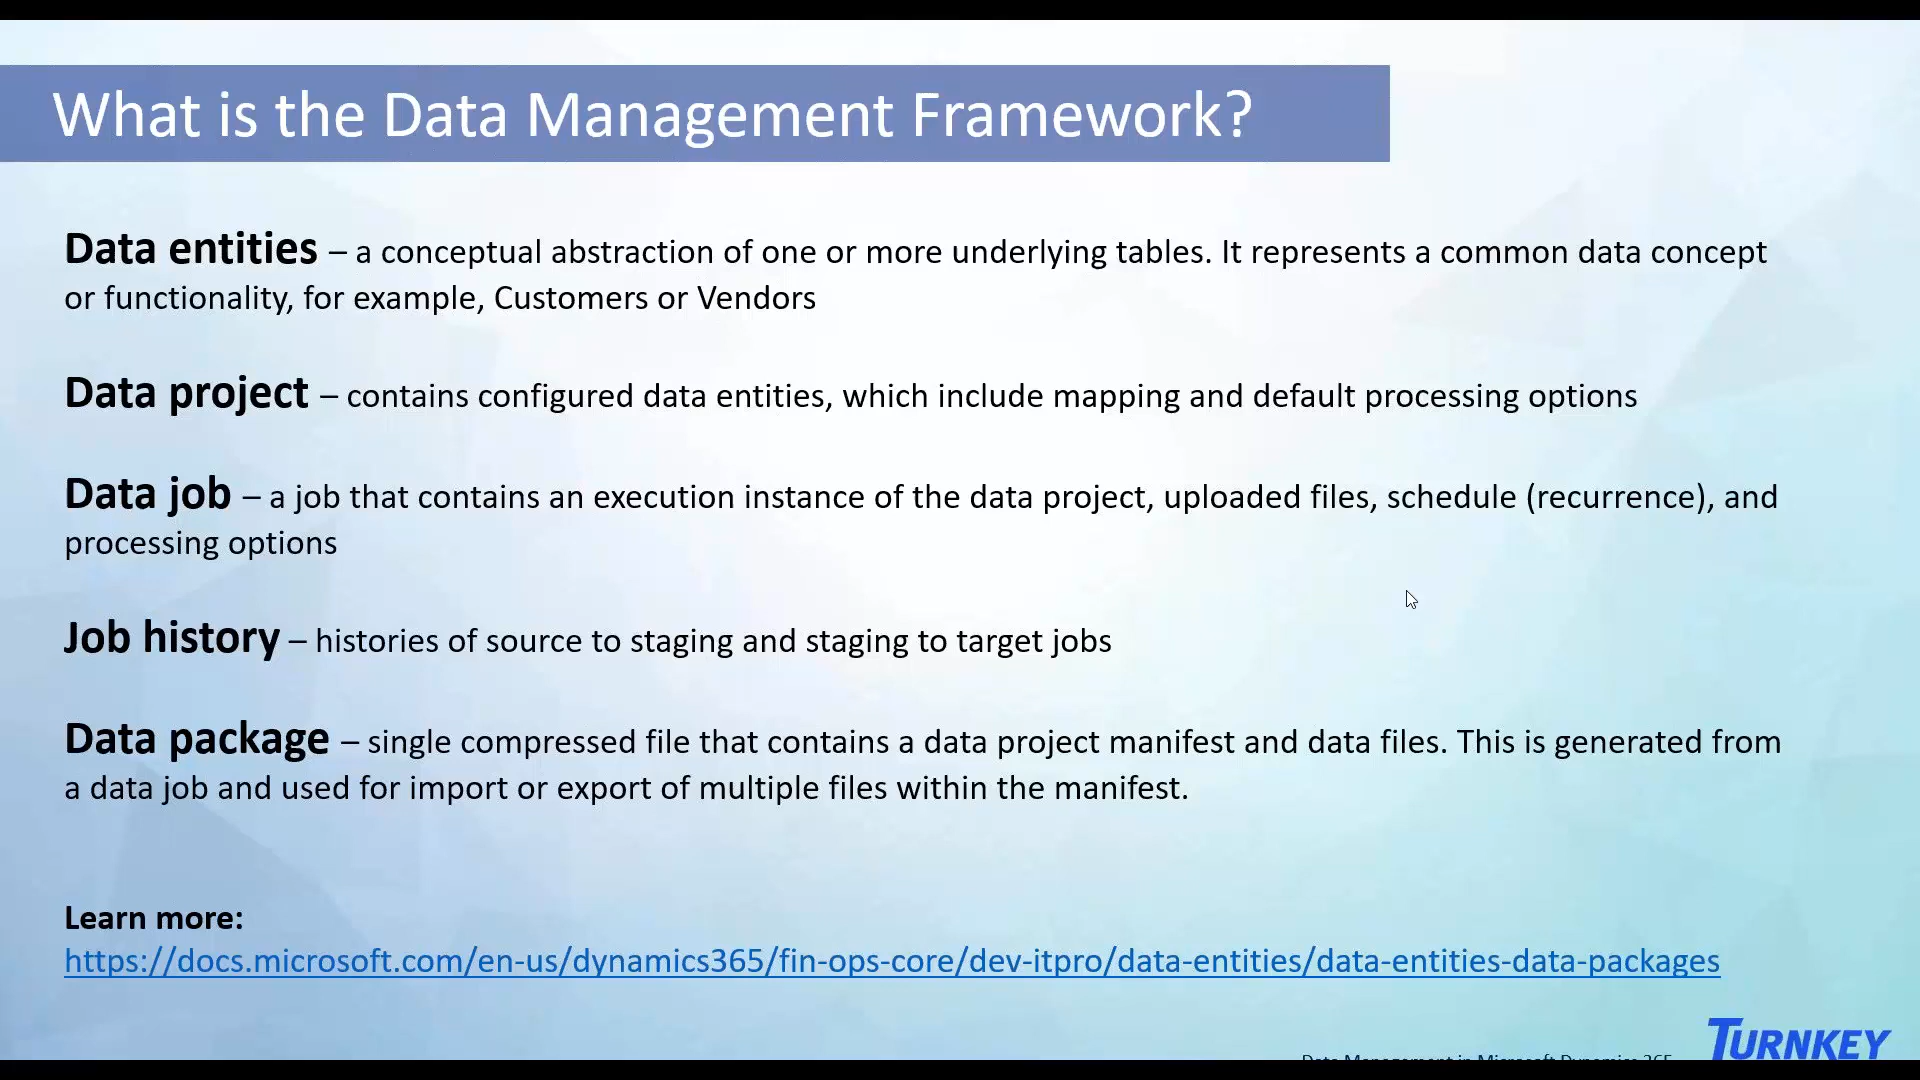 What is the Data Management Framework?
Data entities – a conceptual abstraction of one or more underlying tables. It represents a common data concept
or functionality, for example, Customers or Vendors
Data project – contains configured data entities, which include mapping and default processing options
Data job – a job that contains an execution instance of the data project, uploaded files, schedule (recurrence), and
processing options
Job history – histories of source to staging and staging to target jobs
Data package – single compressed file that contains a data project manifest and data files. This is generated from
a data job and used for import or export of multiple files within the manifest.
Learn more:
https://docs.microsoft.com/en-us/dynamics365/fin-ops-core/dev-itpro/data-entities/data-entities-data-packages
Data Management in Microsoft Dynamics 365
TURNKEY